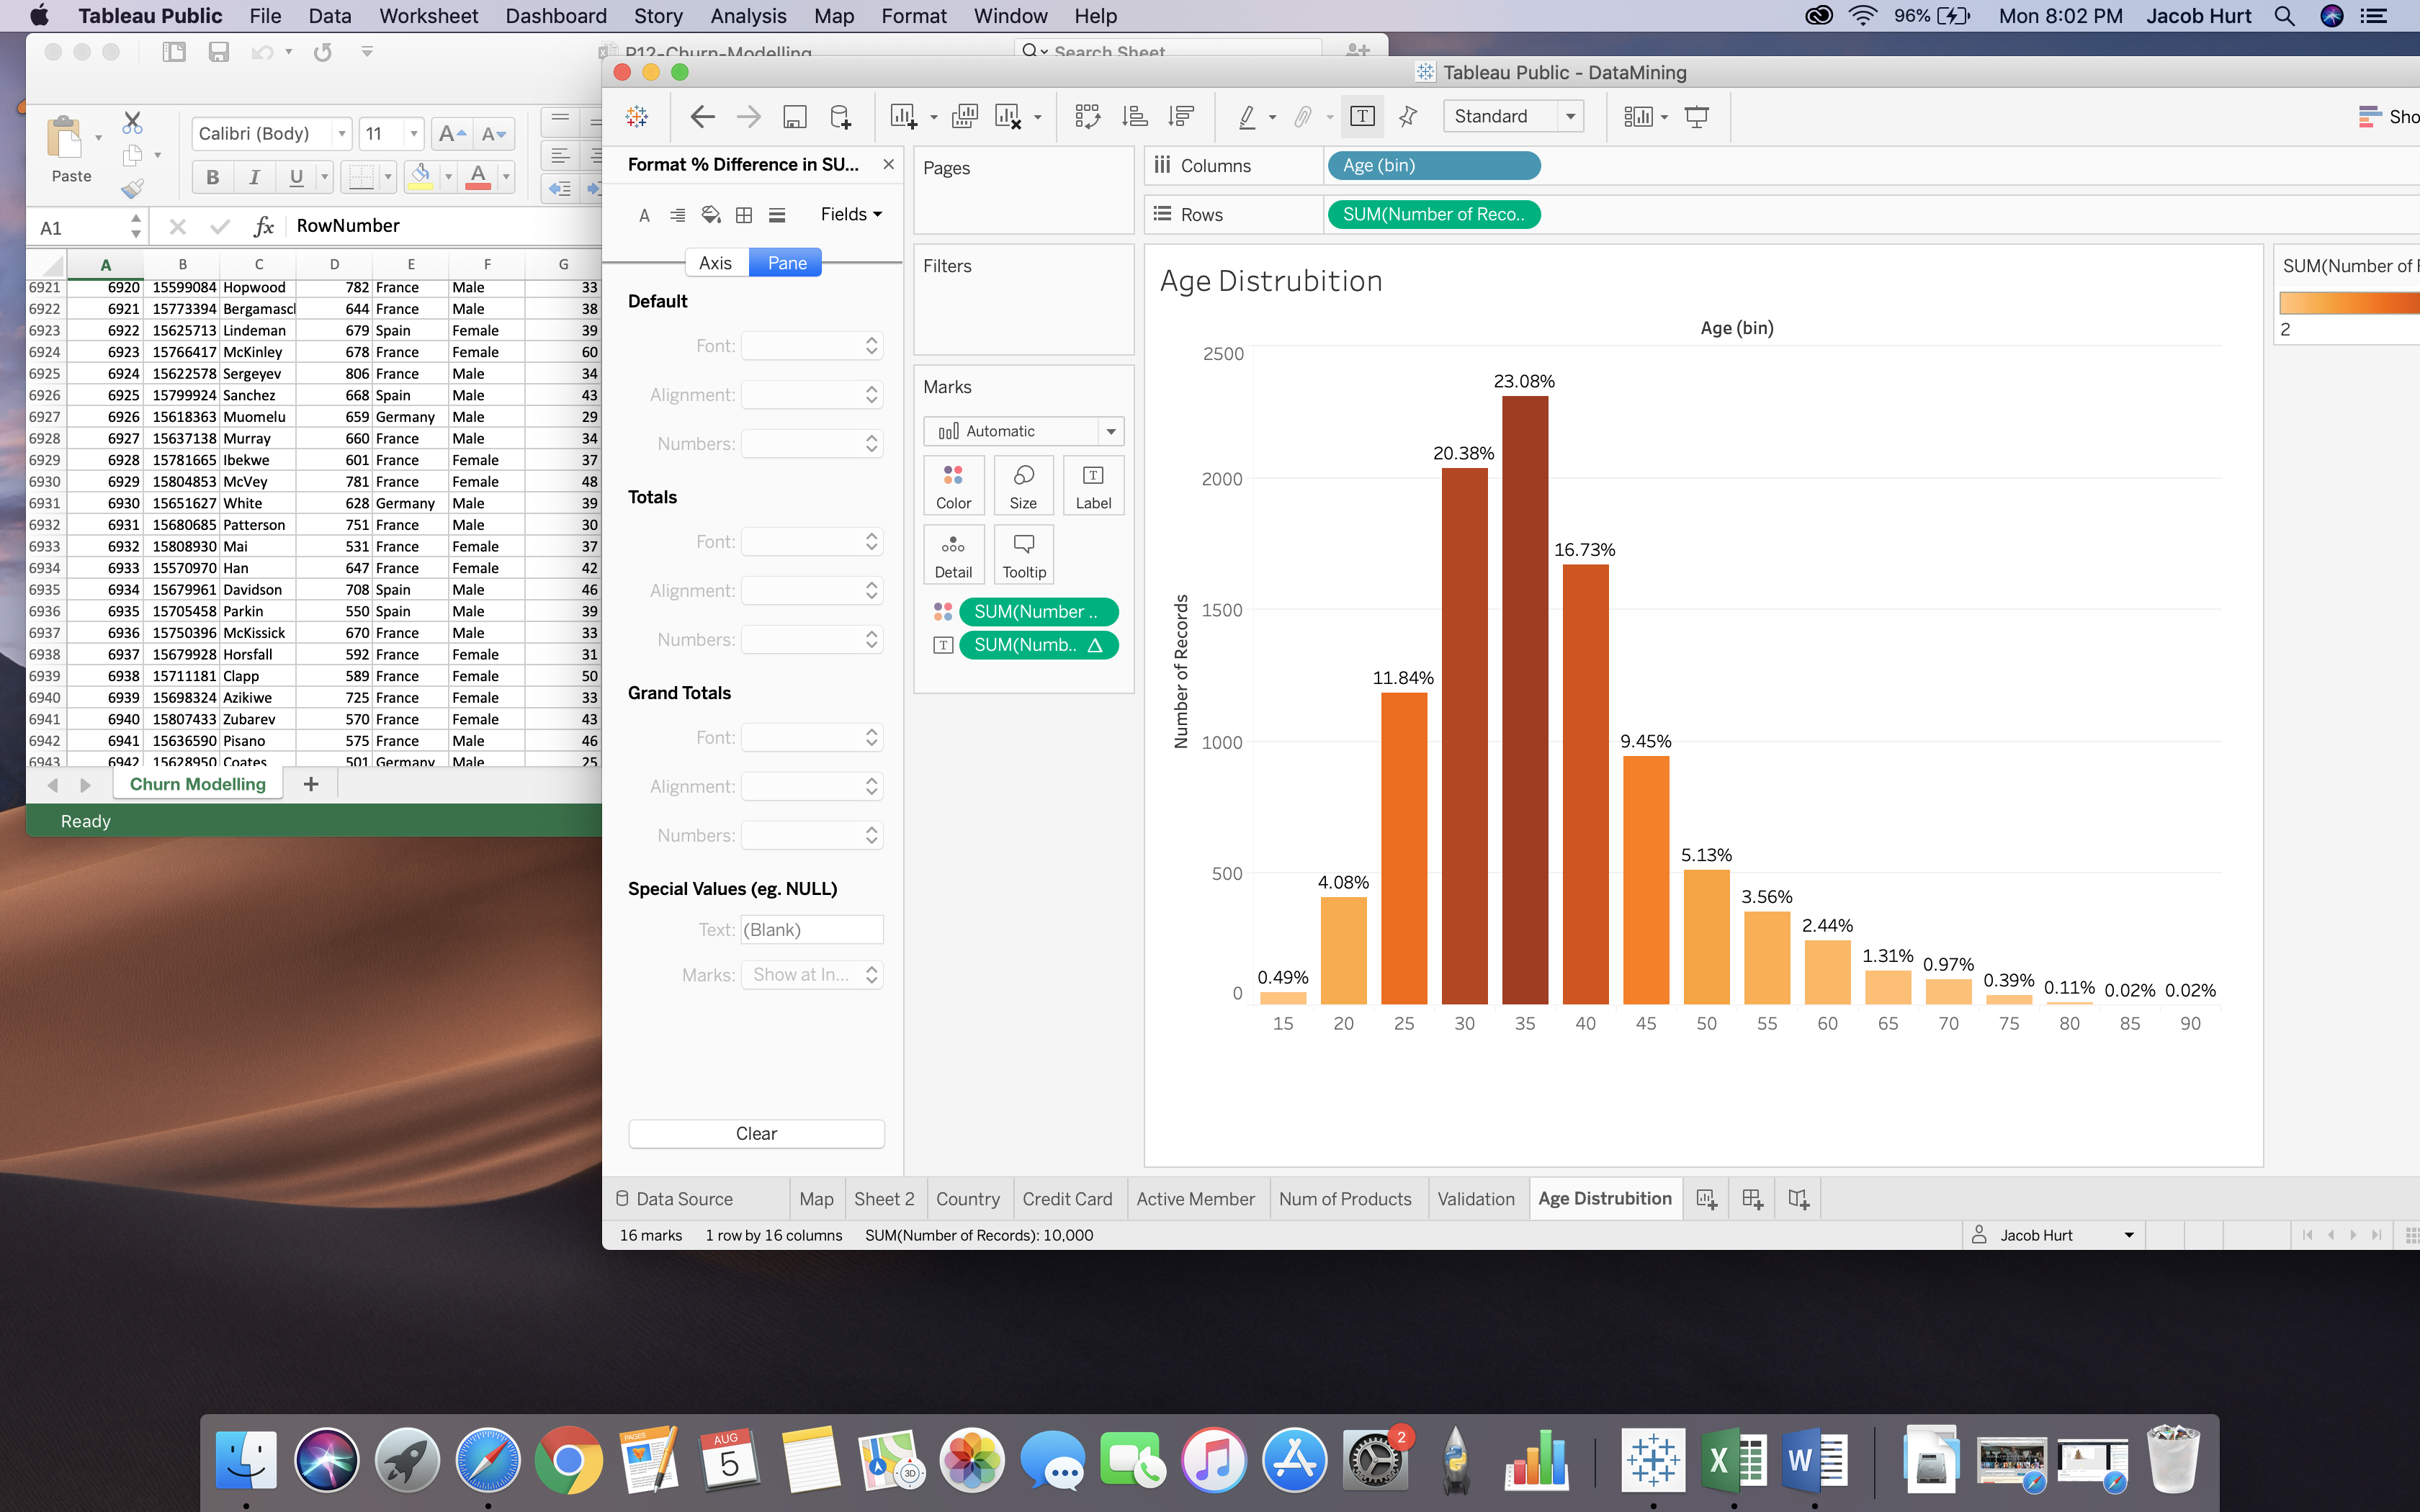 Tableau Public File Data Worksheet Dashboard Story Analysis Map Format Window Help 96% Mon 8:02 PM Jacob Hurt
P12-Churn-Modelling Search Sheet
Tableau Public - DataMining
Paste
Calibri (Body) 11 A A
B I U A
Standard
A1 fx RowNumber
A B C D E F G
6921 6920 15599084 Hopwood 782 France Male 33
6922 6921 15773394 Bergamascl 644 France Male 38
6923 6922 15625713 Lindeman 679 Spain Female 39
6924 6923 15766417 McKinley 678 France Female 60
6925 6924 15622578 Sergeyev 806 France Male 34
6926 6925 15799924 Sanchez 668 Spain Male 43
6927 6926 15618363 Muomelu 659 Germany Male 29
6928 6927 15637138 Murray 660 France Male 34
6929 6928 15781665 Ibekwe 601 France Female 37
6930 6929 15804853 McVey 781 France Female 48
6931 6930 15651627 White 628 Germany Male 39
6932 6931 15680685 Patterson 751 France Male 30
6933 6932 15808930 Mai 531 France Female 37
6934 6933 15570970 Han 647 France Female 42
6935 6934 15679961 Davidson 708 Spain Male 46
6936 6935 15705458 Parkin 550 Spain Male 39
6937 6936 15750396 McKissick 670 France Male 33
6938 6937 15679928 Horsfall 592 France Female 31
6939 6938 15711181 Clapp 589 France Female 50
6940 6939 15698324 Azikiwe 725 France Female 33
6941 6940 15807433 Zubarev 570 France Female 43
6942 6941 15636590 Pisano 575 France Male 46
6943 6942 15628950 Coates 501 Germany Male 25
Churn Modelling +
Ready
Format % Difference in SU...
A Fields
Axis Pane
Default
Font:
Alignment:
Numbers:
Totals
Font:
Alignment:
Numbers:
Grand Totals
Font:
Alignment:
Numbers:
Special Values (eg. NULL)
Text: (Blank)
Marks: Show at In...
Clear
Pages
Filters
Marks
Automatic
Color Size Label
Detail Tooltip
SUM(Number ..
SUM(Numb.. Δ
Columns Age (bin)
Rows SUM(Number of Reco..
Sho
Age Distrubition
Age (bin)
Number of Records
2500
2000
1500
1000
500
0
0.49%
4.08%
11.84%
20.38%
23.08%
16.73%
9.45%
5.13%
3.56%
2.44%
1.31%
0.97%
0.39%
0.11%
0.02%
0.02%
15 20 25 30 35 40 45 50 55 60 65 70 75 80 85 90
SUM(Number of
2
Data Source Map Sheet 2 Country Credit Card Active Member Num of Products Validation Age Distrubition
16 marks 1 row by 16 columns SUM(Number of Records): 10,000 Jacob Hurt
PAGES
AUG
5
3D
2
X
W